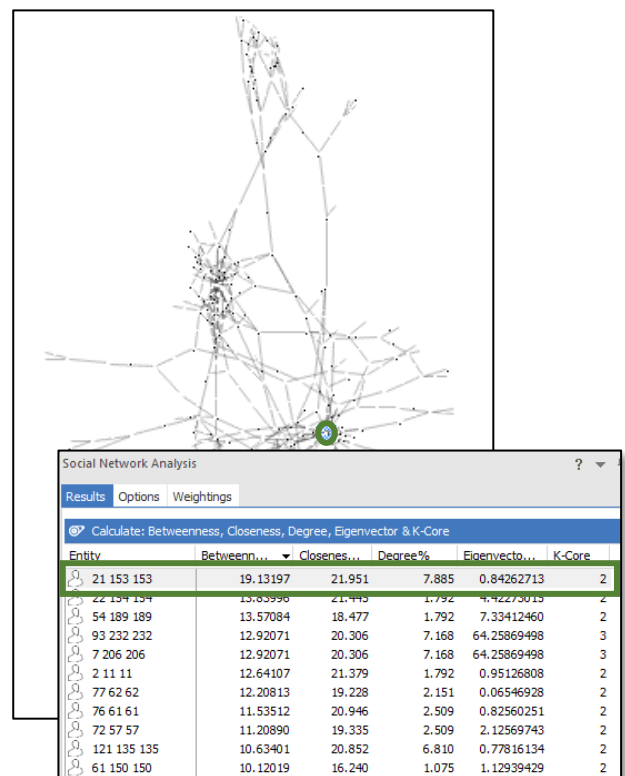 Social Network Analysis ?
Results Options Weightings
Calculate: Betweenness, Closeness, Degree, Eigenvector & K-Core
Entity Betweenn... Closenes... Degree% Eigenvecto... K-Core
21 153 153 19.13197 21.951 7.885 0.84262713 2
22 154 154 13.83996 21.445 1.792 4.42273015 2
54 189 189 13.57084 18.477 1.792 7.33412460 2
93 232 232 12.92071 20.306 7.168 64.25869498 3
7 206 206 12.92071 20.306 7.168 64.25869498 3
2 11 11 12.64107 21.379 1.792 0.95126808 2
77 62 62 12.20813 19.228 2.151 0.06546928 2
76 61 61 11.53512 20.946 2.509 0.82560251 2
72 57 57 11.20890 19.335 2.509 2.12569743 2
121 135 135 10.63401 20.852 6.810 0.77816134 2
61 150 150 10.12019 16.240 1.075 1.12939429 2